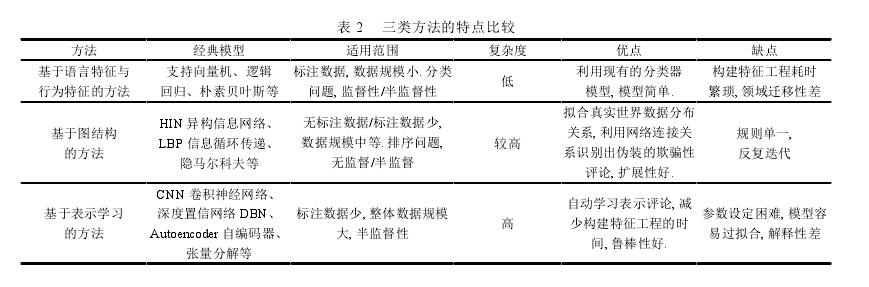 表 2 三类方法的特点比较
方法 经典模型 适用范围 复杂度 优点 缺点
基于语言特征与
行为特征的方法
支持向量机、逻辑
回归、朴素贝叶斯等
标注数据, 数据规模小. 分类
问题, 监督性/半监督性
低
利用现有的分类器
模型, 模型简单.
构建特征工程耗时
繁琐, 领域迁移性差
基于图结构
的方法
HIN 异构信息网络、
LBP 信息循环传递、
隐马尔科夫等
无标注数据/标注数据少,
数据规模中等. 排序问题,
无监督/半监督
较高
拟合真实世界数据分布
关系, 利用网络连接关
系识别出伪装的欺骗性
评论, 扩展性好.
规则单一,
反复迭代
基于表示学习
的方法
CNN 卷积神经网络、
深度置信网络 DBN、
Autoencoder 自编码器、
张量分解等
标注数据少, 整体数据规模
大, 半监督性
高
自动学习表示评论, 减
少构建特征工程的时
间, 鲁棒性好.
参数设定困难, 模型容
易过拟合, 解释性差